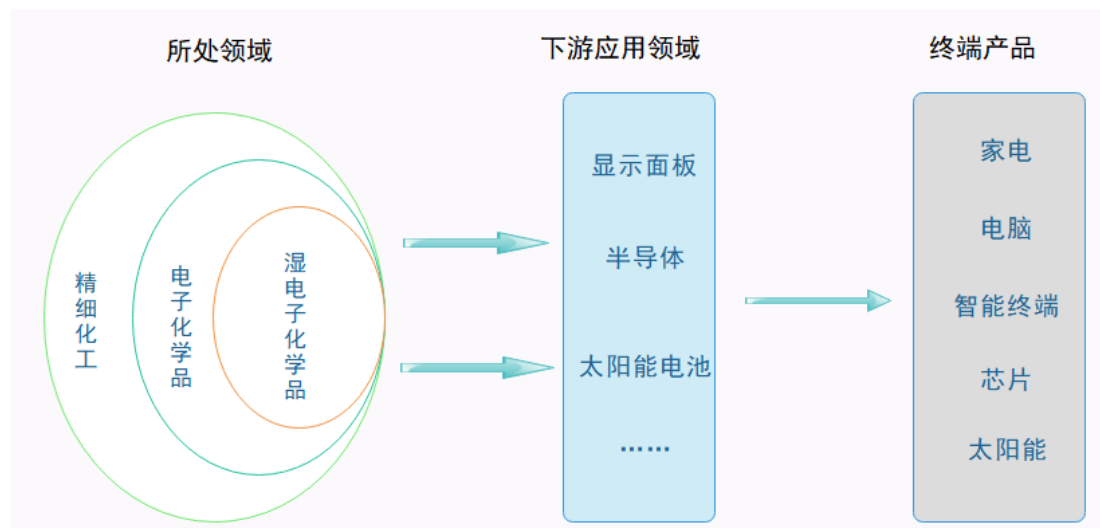 所处领域
下游应用领域
终端产品
精细化工
电子化学品
湿电子化学品
显示面板
半导体
太阳能电池
……
家电
电脑
智能终端
芯片
太阳能